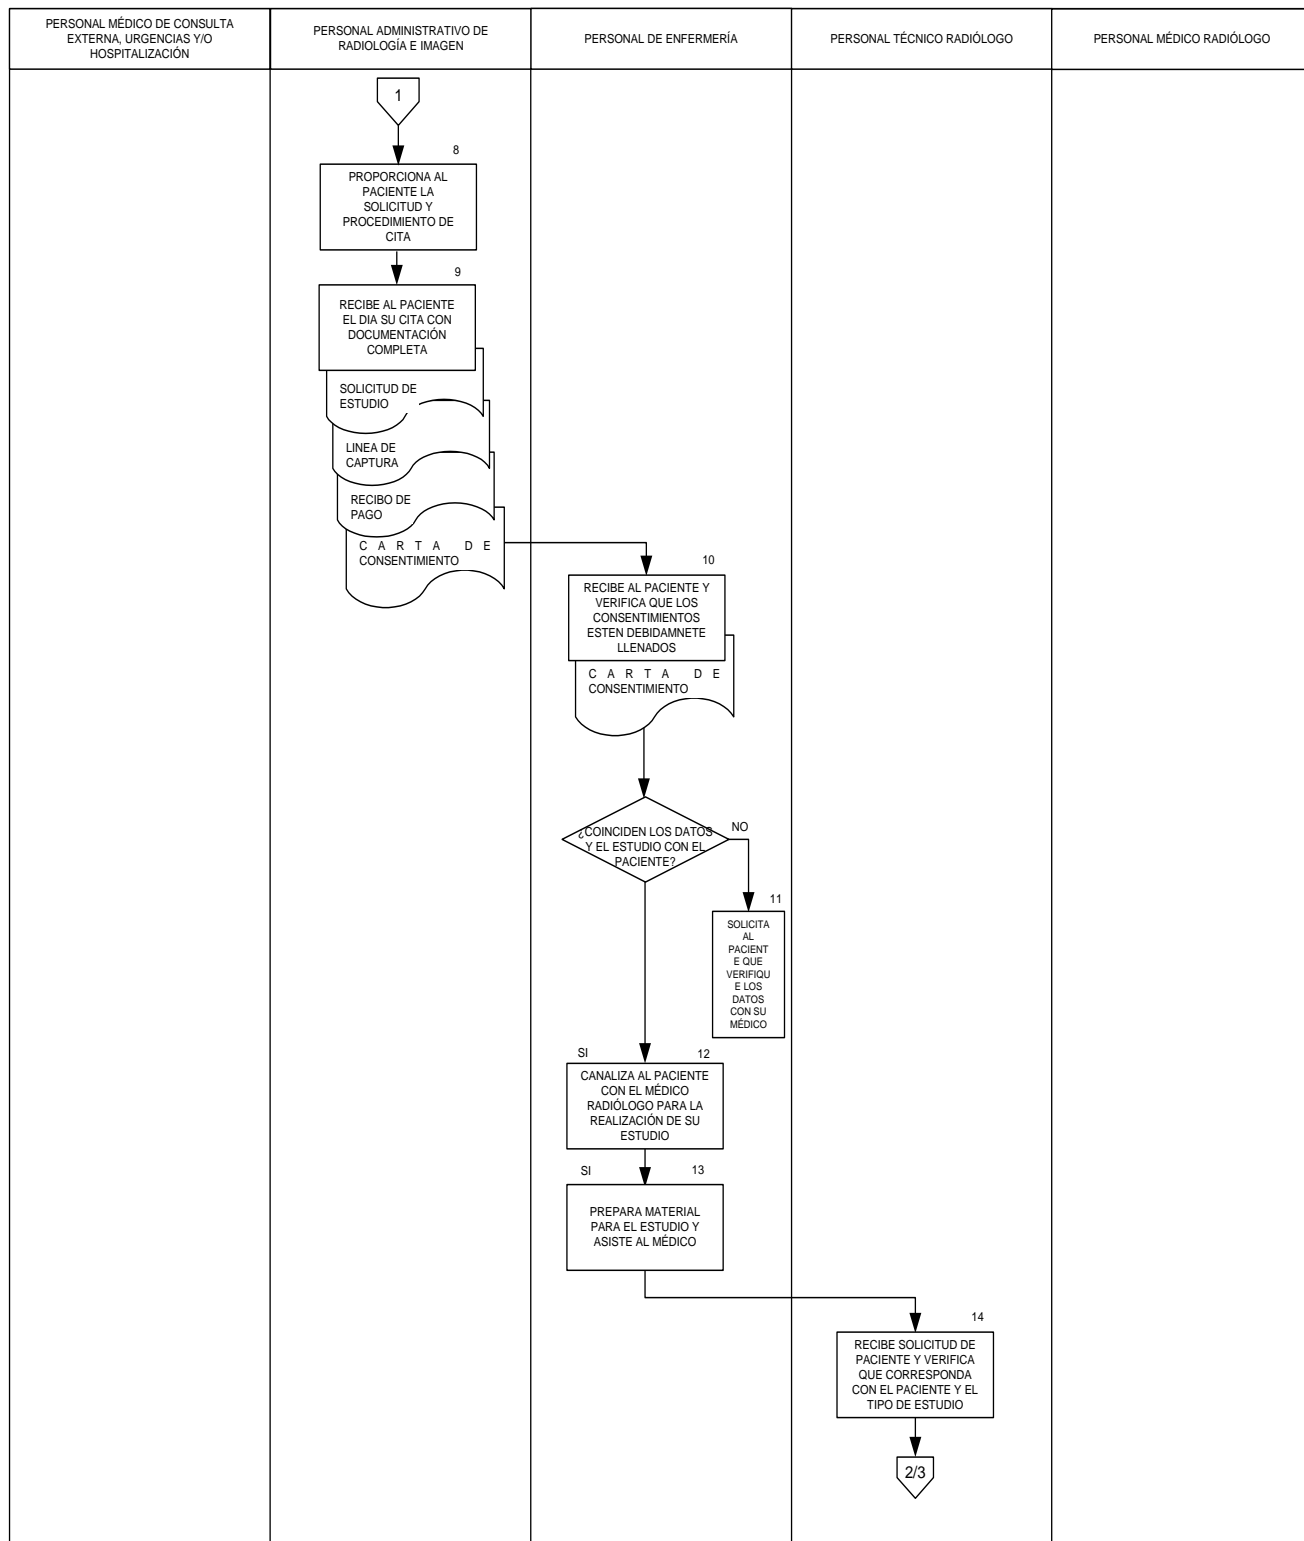 PERSONAL MÉDICO DE CONSULTA
EXTERNA, URGENCIAS Y/O
HOSPITALIZACIÓN
PERSONAL ADMINISTRATIVO DE
RADIOLOGÍA E IMAGEN
PERSONAL DE ENFERMERÍA
PERSONAL TÉCNICO RADIÓLOGO
PERSONAL MÉDICO RADIÓLOGO
1
8
PROPORCIONA AL
PACIENTE LA
SOLICITUD Y
PROCEDIMIENTO DE
CITA
9
RECIBE AL PACIENTE
EL DIA SU CITA CON
DOCUMENTACIÓN
COMPLETA
SOLICITUD DE
ESTUDIO
LINEA DE
CAPTURA
RECIBO DE
PAGO
CARTA DE
CONSENTIMIENTO
10
RECIBE AL PACIENTE Y
VERIFICA QUE LOS
CONSENTIMIENTOS
ESTEN DEBIDAMNETE
LLENADOS
CARTA DE
CONSENTIMIENTO
¿COINCIDEN LOS DATOS
Y EL ESTUDIO CON EL
PACIENTE?
NO
11
SOLICITA
AL
PACIENT
E QUE
VERIFIQU
E LOS
DATOS
CON SU
MÉDICO
SI
12
CANALIZA AL PACIENTE
CON EL MÉDICO
RADIÓLOGO PARA LA
REALIZACIÓN DE SU
ESTUDIO
SI
13
PREPARA MATERIAL
PARA EL ESTUDIO Y
ASISTE AL MÉDICO
14
RECIBE SOLICITUD DE
PACIENTE Y VERIFICA
QUE CORRESPONDA
CON EL PACIENTE Y EL
TIPO DE ESTUDIO
2/3